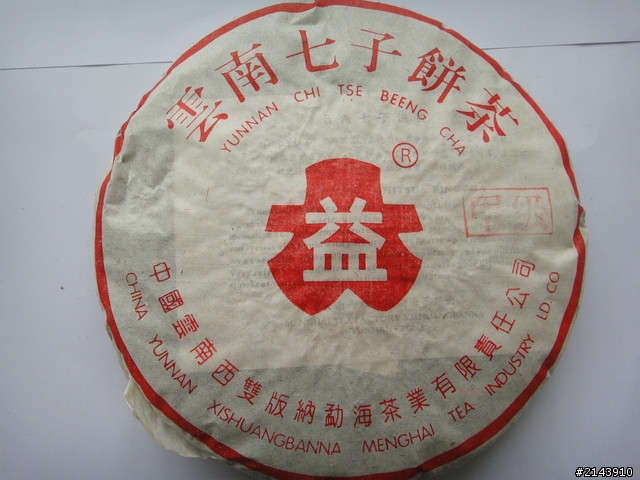 雲南七子餅茶
YUNNAN CHI TSE BEENG CHA
®
益
中國雲南西雙版納勐海茶業有限責任公司
CHINA YUNNAN XISHUANGBANNA MENGHAI TEA INDUSTRY LD CO
#2143910